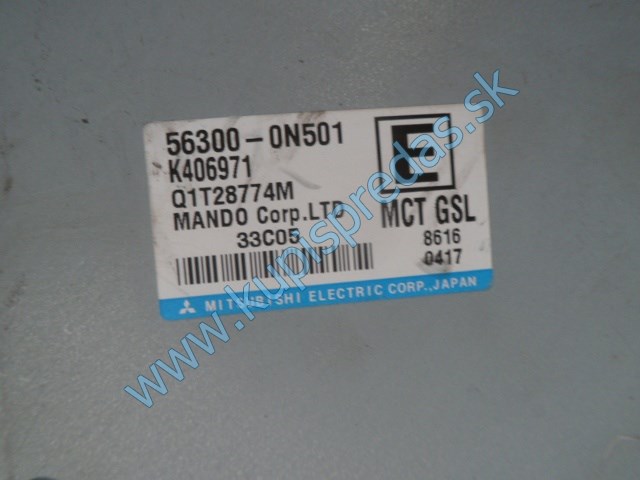 56300-0N501
K406971
Q1T28774M
MANDO Corp.LTD
33C05
E
MCT GSL
8616
0417
MITSUBISHI ELECTRIC CORP.,JAPAN
www.kupispredas.sk